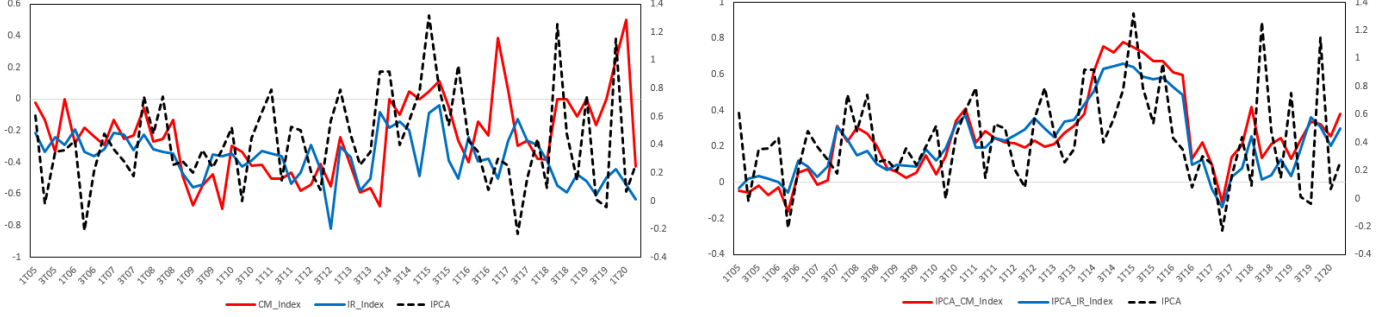 0.6
0.4
0.2
0
-0.2
-0.4
-0.6
-0.8
-1
1.4
1.2
1
0.8
0.6
0.4
0.2
0
-0.2
-0.4
1T05
3T05
1T06
3T06
1T07
3T07
1T08
3T08
1T09
3T09
1T10
3T10
1T11
3T11
1T12
3T12
1T13
3T13
1T14
3T14
1T15
3T15
1T16
3T16
1T17
3T17
1T18
3T18
1T19
3T19
1T20
CM_Index IR_Index IPCA
1
0.8
0.6
0.4
0.2
0
-0.2
-0.4
1.4
1.2
1
0.8
0.6
0.4
0.2
0
-0.2
-0.4
1T05
3T05
1T06
3T06
1T07
3T07
1T08
3T08
1T09
3T09
1T10
3T10
1T11
3T11
1T12
3T12
1T13
3T13
1T14
3T14
1T15
3T15
1T16
3T16
1T17
3T17
1T18
3T18
1T19
3T19
1T20
IPCA_CM_Index IPCA_IR_Index IPCA